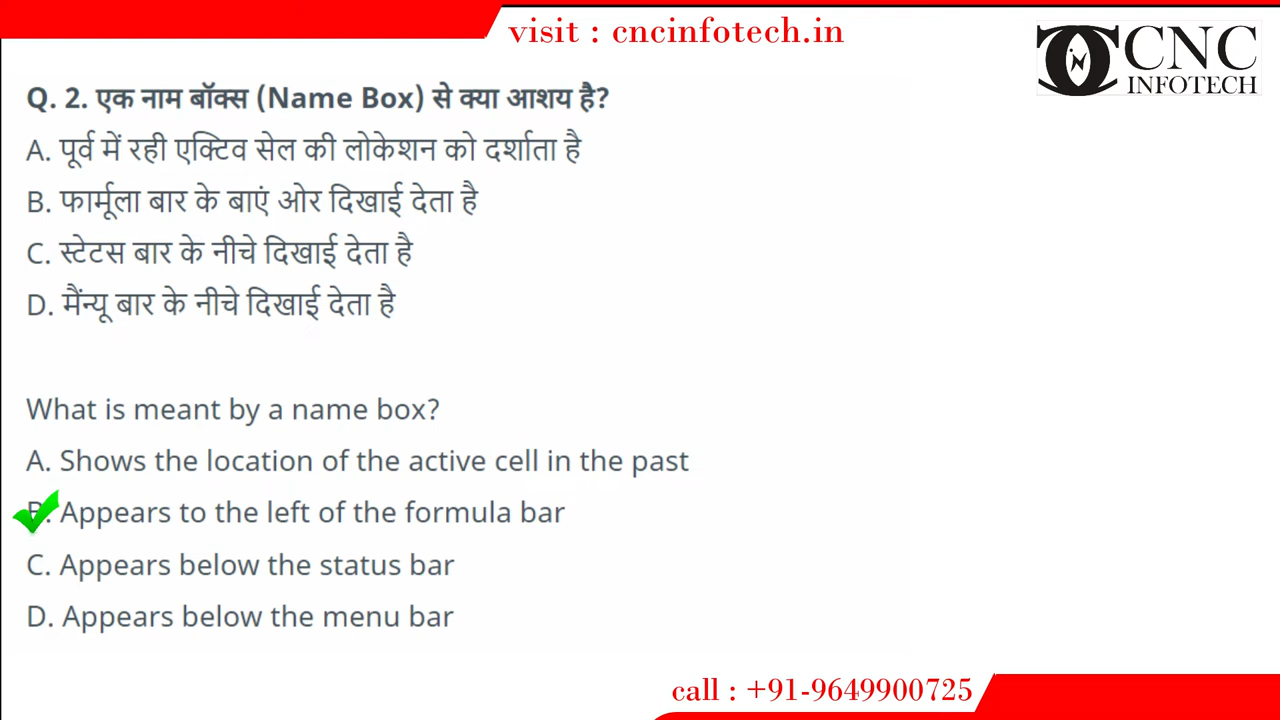 visit : cncinfotech.in
CNC
INFOTECH
Q. 2. एक नाम बॉक्स (Name Box) से क्या आशय है?
A. पूर्व में रही एक्टिव सेल की लोकेशन को दर्शाता है
B. फार्मूला बार के बाएं ओर दिखाई देता है
C. स्टेटस बार के नीचे दिखाई देता है
D. मैंन्यू बार के नीचे दिखाई देता है
What is meant by a name box?
A. Shows the location of the active cell in the past
B. Appears to the left of the formula bar
C. Appears below the status bar
D. Appears below the menu bar
call : +91-9649900725